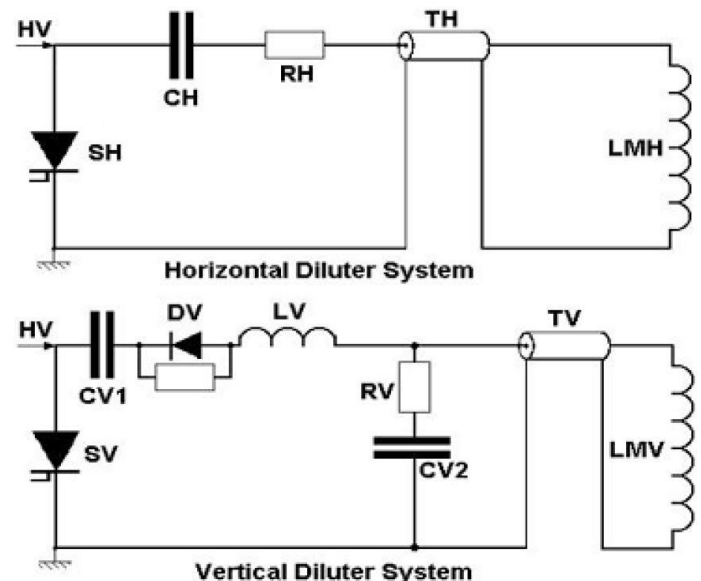 HV
TH
CH
RH
SH
LMH
Horizontal Diluter System
HV
DV
LV
TV
CV1
RV
SV
CV2
LMV
Vertical Diluter System